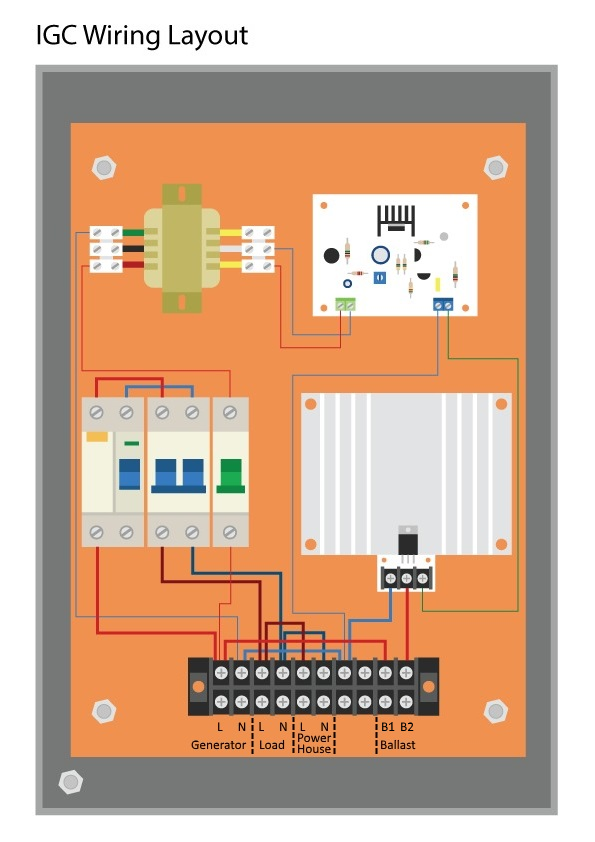 IGC Wiring Layout
L N L N L N B1 B2
Generator Load Power House Ballast